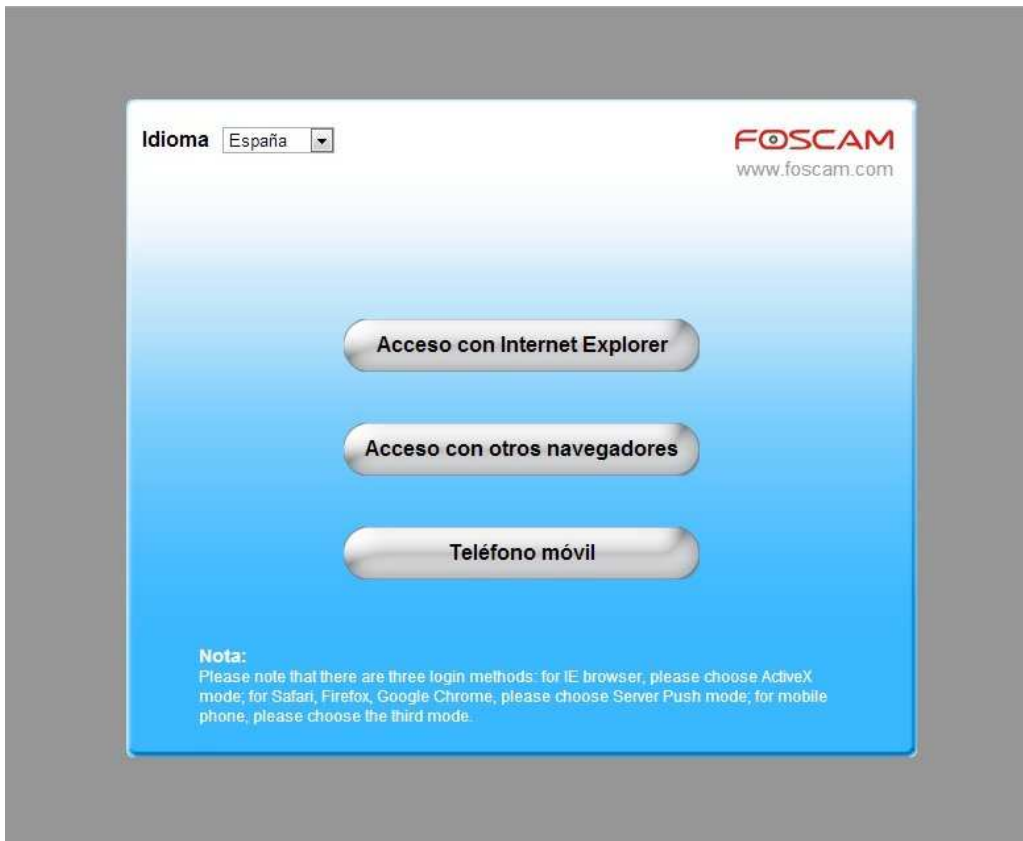 Idioma España
FOSCAM
www.foscam.com
Acceso con Internet Explorer
Acceso con otros navegadores
Teléfono móvil
Nota:
Please note that there are three login methods: for IE browser, please choose ActiveX
mode; for Safari, Firefox, Google Chrome, please choose Server Push mode; for mobile
phone, please choose the third mode.